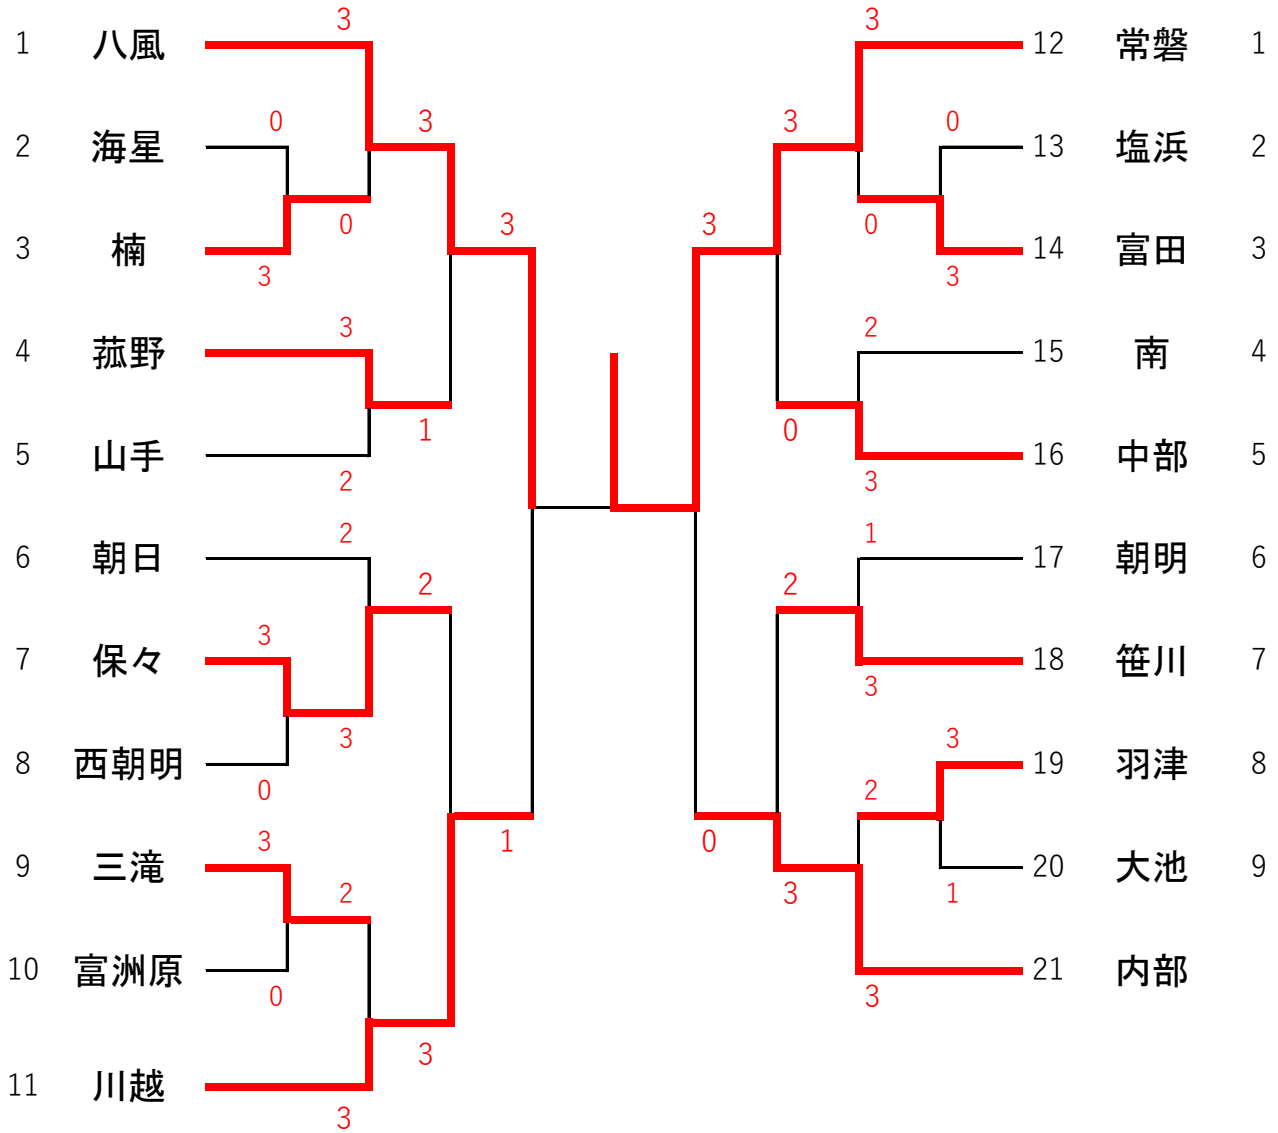 3 3
1 八風 12 常磐 1
0 3 3 0
2 海星 13 塩浜 2
0 3 3 0
3 楠 14 富田 3
3 3
3 2
4 菰野 15 南 4
1 0
5 山手 16 中部 5
2 3
2 1
6 朝日 17 朝明 6
2 2
3
7 保々 18 笹川 7
3 3
3
8 西朝明 19 羽津 8
0 2
3 1 0
9 三滝 20 大池 9
2 3 1
10 富洲原 21 内部
0 3
3
11 川越
3